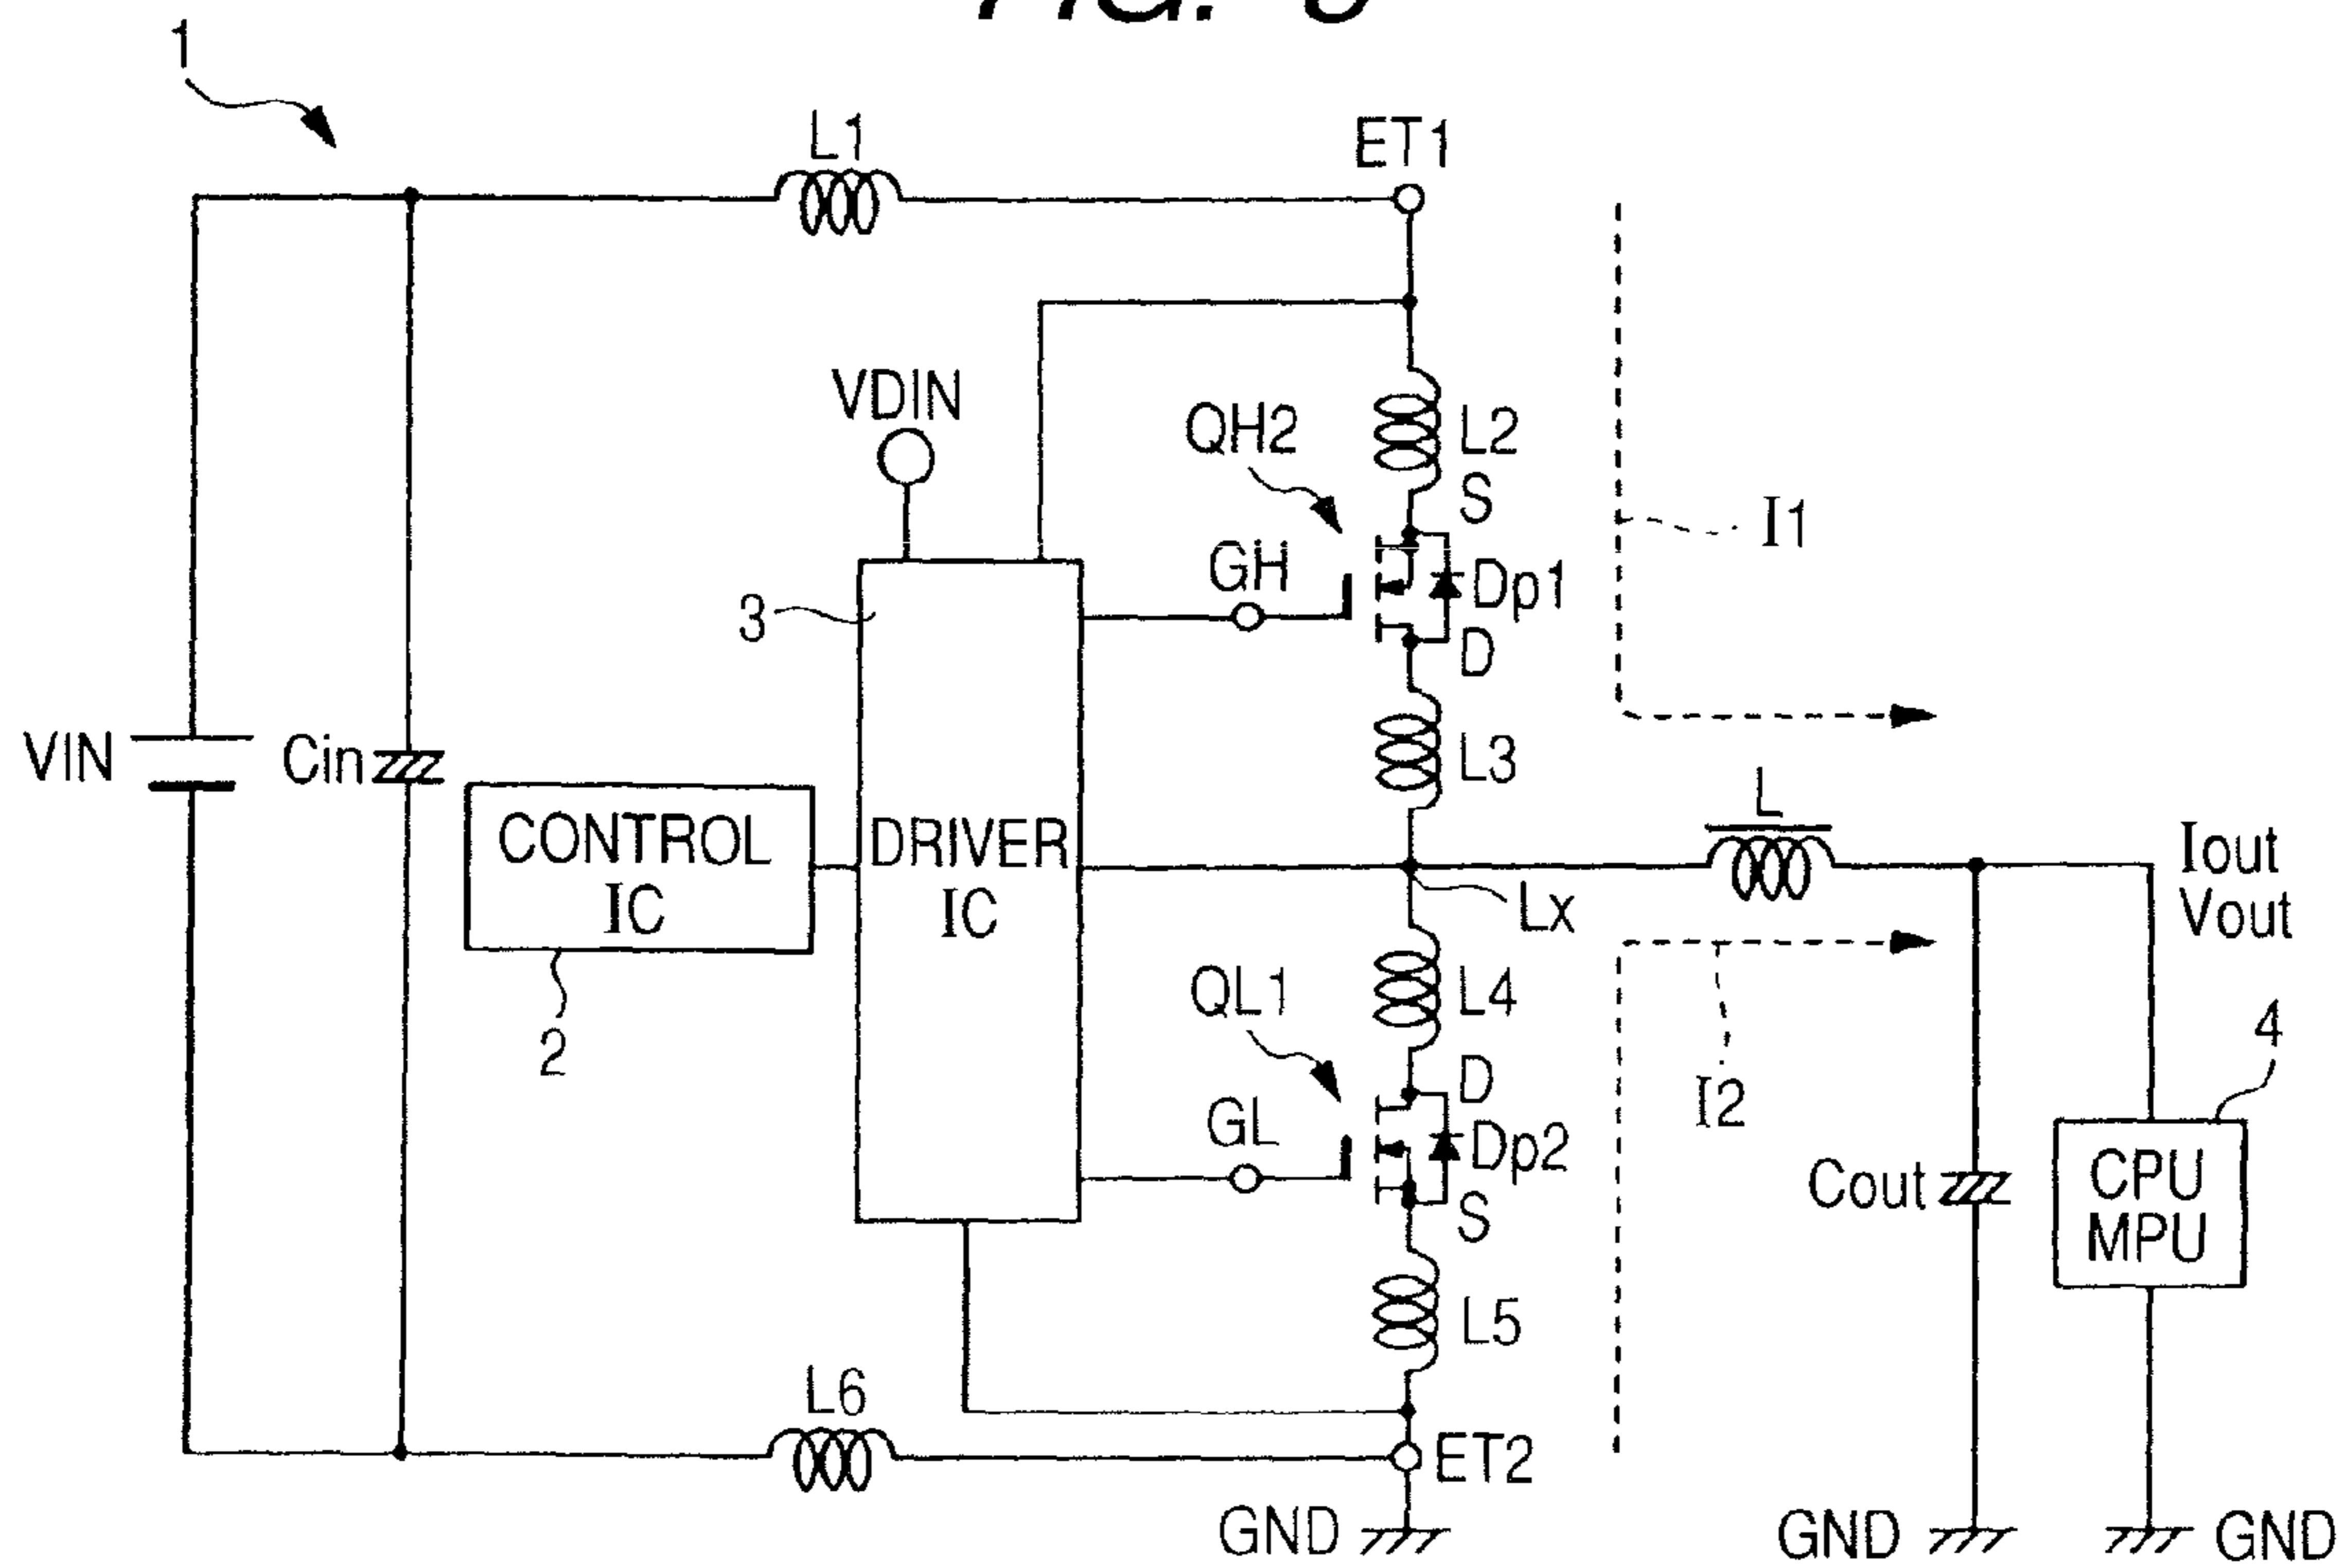 1
L1
ET1
VDIN
QH2
L2
S
I1
GH
Dp1
3
D
VIN
Cin
L3
L
CONTROL
IC
DRIVER
IC
Iout
Vout
Lx
QL1
L4
4
2
D
I2
GL
Dp2
CPU
MPU
Cout
S
L5
L6
ET2
GND
GND
GND